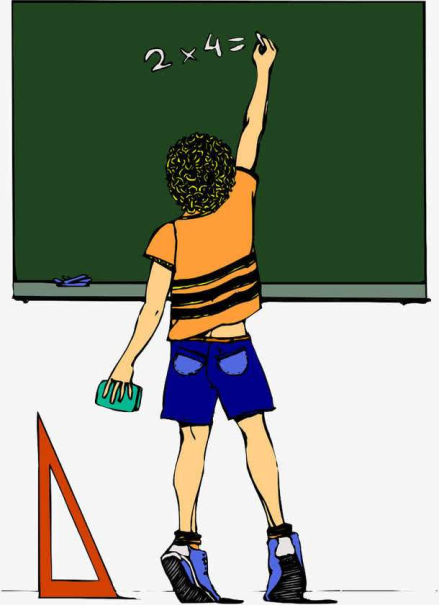 2 × 4 =